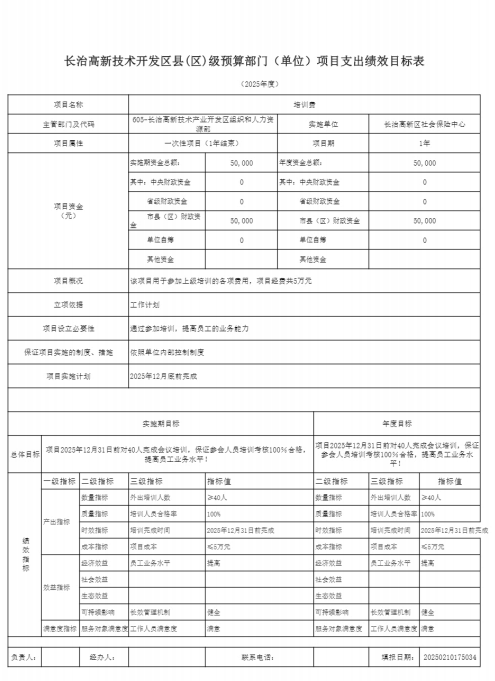 长治高新技术开发区县(区)级预算部门（单位）项目支出绩效目标表
（2025年度）
项目名称 培训费
主管部门及代码 605-长治高新技术产业开发区组织和人力资源部 实施单位 长治高新区社会保险中心
项目属性 一次性项目（1年结束） 项目期 1年
项目资金（元） 实施期资金总额： 50,000 年度资金总额： 50,000
其中：中央财政资金 0 其中：中央财政资金 0
省级财政资金 0 省级财政资金 0
市县（区）财政资金 50,000 市县（区）财政资金 50,000
单位自筹 0 单位自筹 0
其他资金 其他资金
项目概况 该项目用于参加上级培训的各项费用，项目经费共5万元
立项依据 工作计划
项目设立必要性 通过参加培训，提高员工的业务能力
保证项目实施的制度、措施 依照单位内部控制制度
项目实施计划 2025年12月底前完成
实施期目标 年度目标
总体目标 项目2025年12月31日前对40人完成会议培训，保证参会人员培训考核100%合格，提高员工业务水平！ 项目2025年12月31日前对40人完成会议培训，保证参会人员培训考核100%合格，提高员工业务水平！
绩效指标 一级指标 二级指标 三级指标 指标值 二级指标 三级指标 指标值
产出指标 数量指标 外出培训人数 ≥40人 数量指标 外出培训人数 ≥40人
质量指标 培训人员合格率 100% 质量指标 培训人员合格率 100%
时效指标 培训完成时间 2025年12月31日前完成 时效指标 培训完成时间 2025年12月31日前完成
成本指标 项目成本 ≤5万元 成本指标 项目成本 ≤5万元
效益指标 经济效益 员工业务水平 提高 经济效益 员工业务水平 提高
社会效益 社会效益
生态效益 生态效益
可持续影响 长效管理机制 健全 可持续影响 长效管理机制 健全
满意度指标 服务对象满意度 工作人员满意度 满意 服务对象满意度 工作人员满意度 满意
负责人： 经办人： 联系电话： 填报日期： 20250210175034